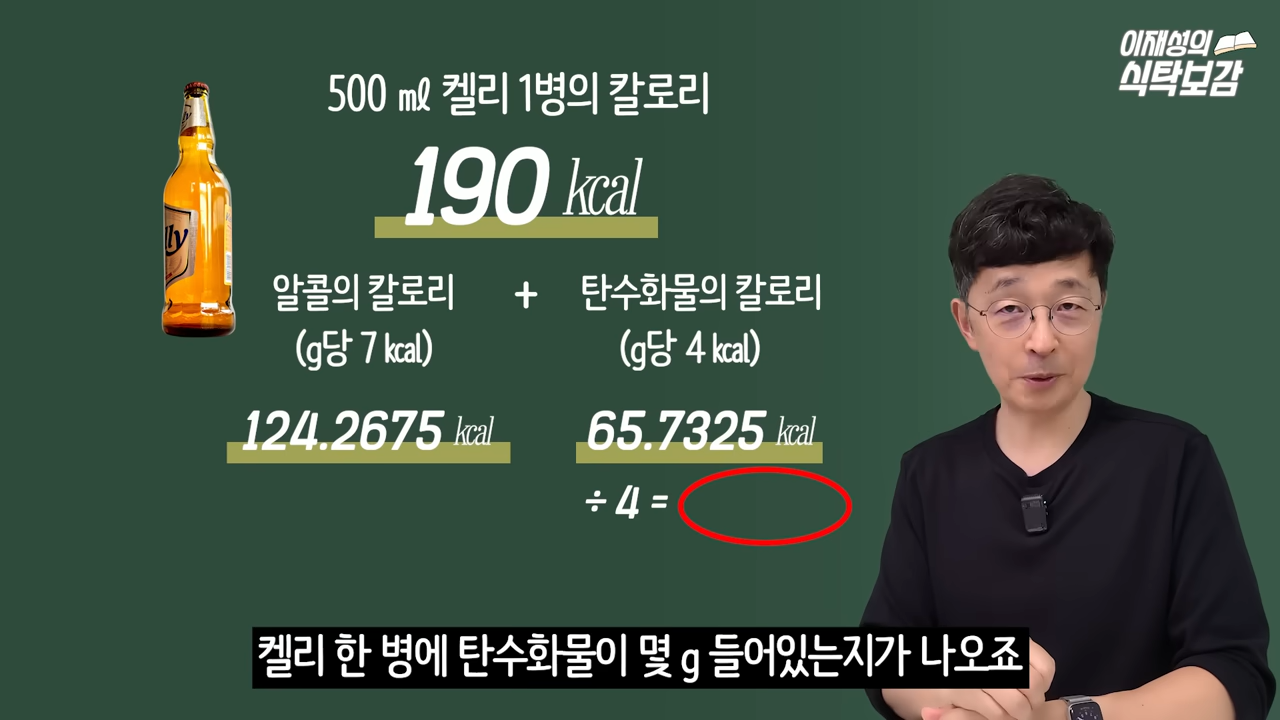 이재성의
식탁보감
500 ㎖ 켈리 1병의 칼로리
190 kcal
알콜의 칼로리 + 탄수화물의 칼로리
(g당 7 ㎉) (g당 4 ㎉)
124.2675 kcal 65.7325 kcal
÷ 4 =
lly
켈리 한 병에 탄수화물이 몇 g 들어있는지가 나오죠